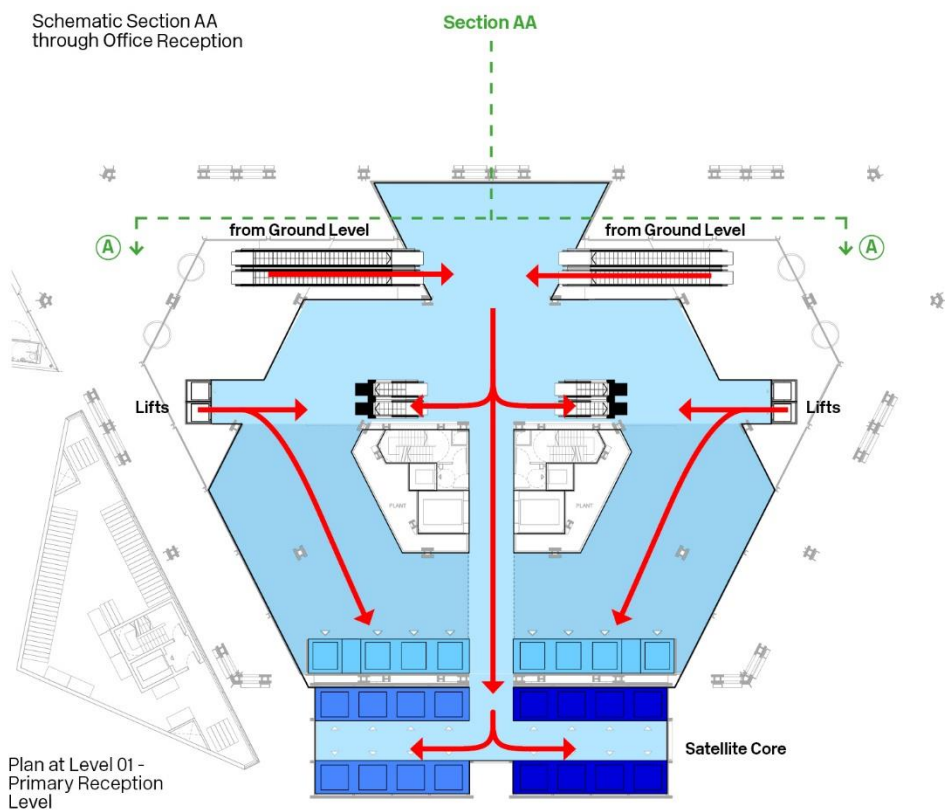 Schematic Section AA
through Office Reception
Section AA
from Ground Level
from Ground Level
A
A
Lifts
Lifts
PLANT
PLANT
Satellite Core
Plan at Level 01 -
Primary Reception
Level